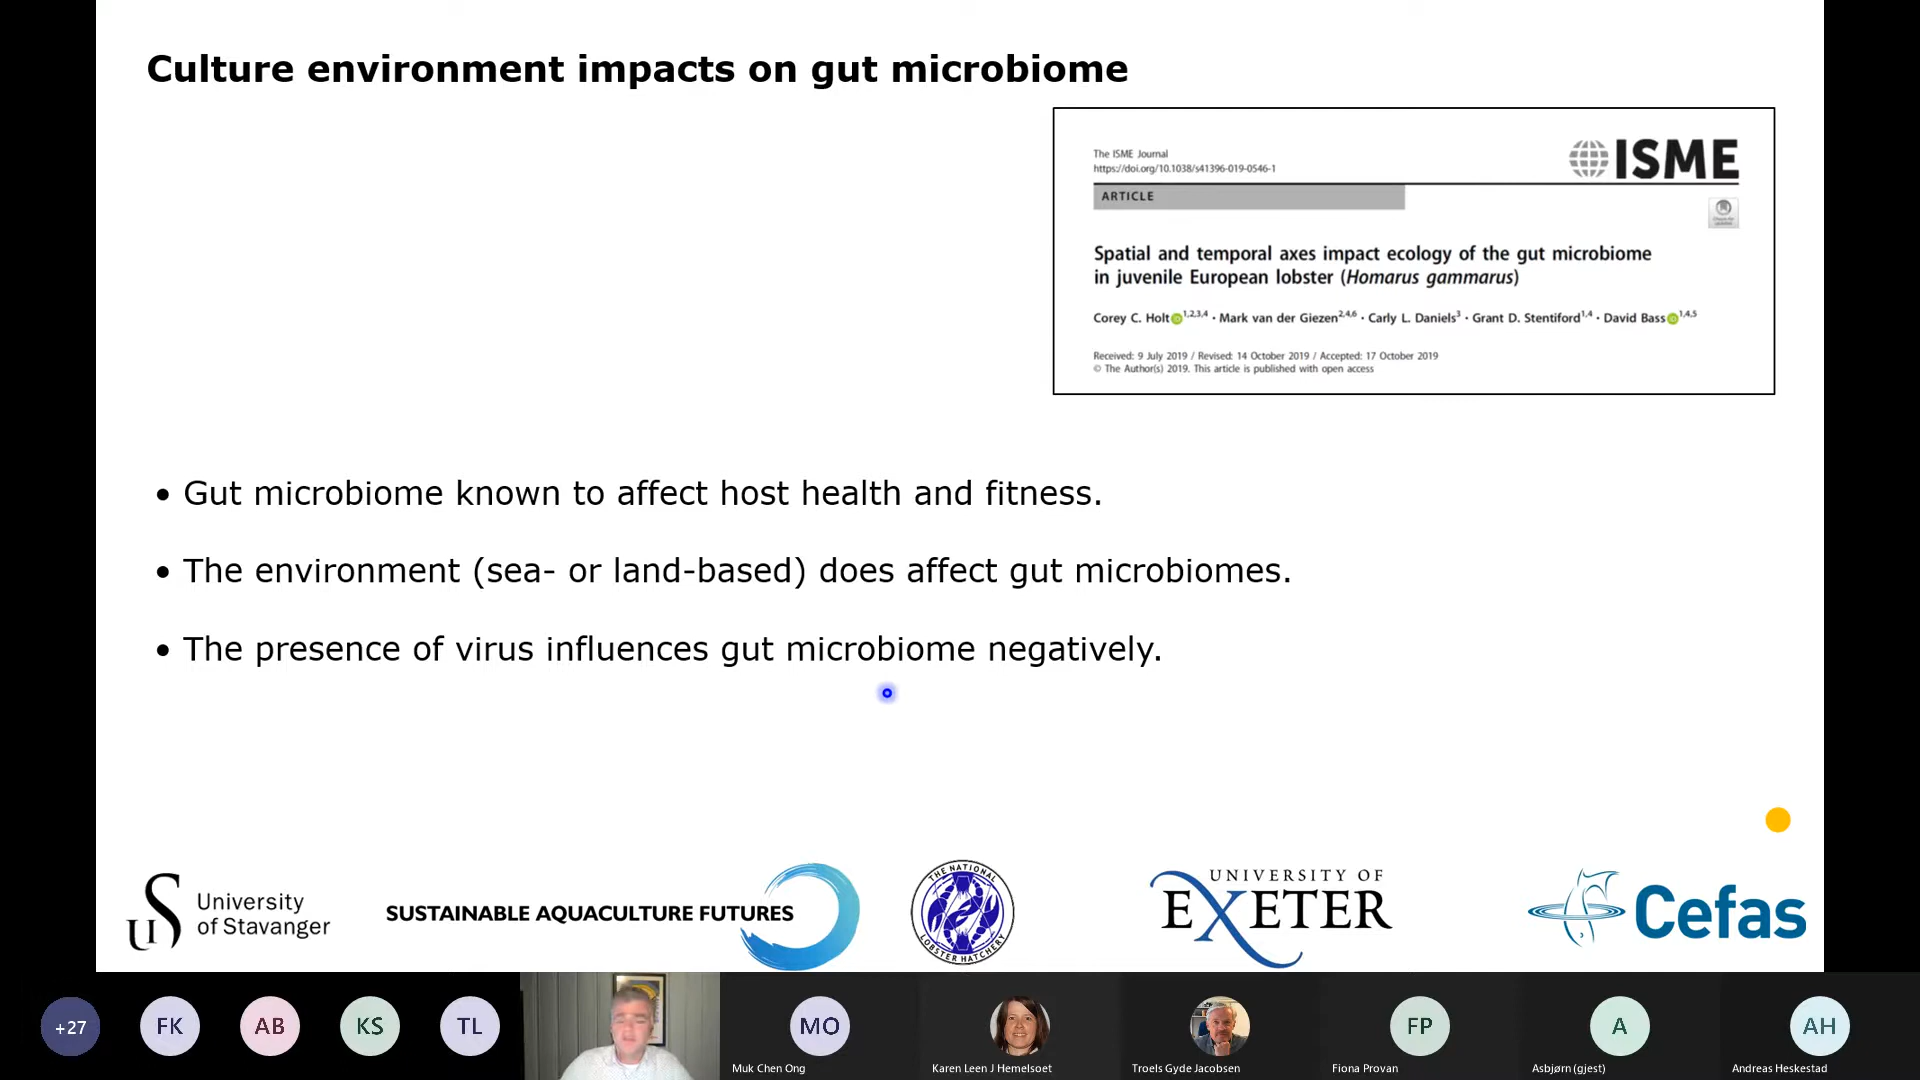 Culture environment impacts on gut microbiome
The ISME Journal
https://doi.org/10.1038/s41396-019-0546-1
ISME
ARTICLE
Spatial and temporal axes impact ecology of the gut microbiome
in juvenile European lobster (Homarus gammarus)
Corey C. Holt 1,2,3,4 · Mark van der Giezen2,4,6 · Carly L. Daniels3 · Grant D. Stentiford1,4 · David Bass 1,4,5
Received: 9 July 2019 / Revised: 14 October 2019 / Accepted: 17 October 2019
© The Author(s) 2019. This article is published with open access
• Gut microbiome known to affect host health and fitness.
• The environment (sea- or land-based) does affect gut microbiomes.
• The presence of virus influences gut microbiome negatively.
US University
of Stavanger
SUSTAINABLE AQUACULTURE FUTURES
THE NATIONAL
LOBSTER HATCHERY
UNIVERSITY OF
EXETER
Cefas
+27
FK
AB
KS
TL
MO
FP
A
AH
Muk Chen Ong
Karen Leen J Hemelsoet
Troels Gyde Jacobsen
Fiona Provan
Asbjørn (gjest)
Andreas Heskestad